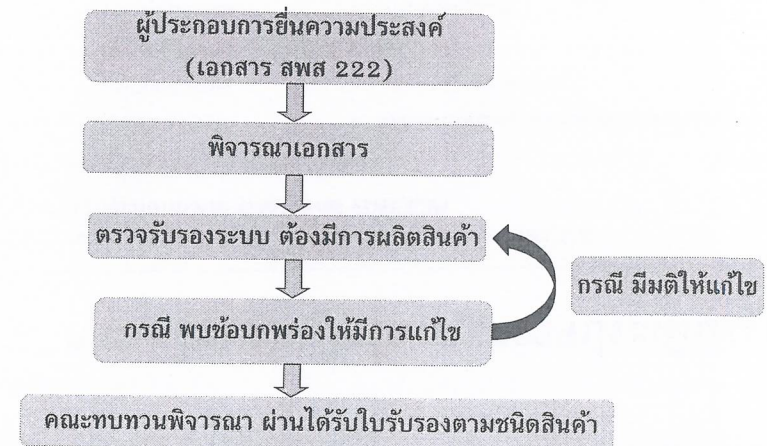 ผู้ประกอบการยื่นความประสงค์
(เอกสาร สพส 222)
พิจารณาเอกสาร
ตรวจรับรองระบบ ต้องมีการผลิตสินค้า
กรณี มีมติให้แก้ไข
กรณี พบข้อบกพร่องให้มีการแก้ไข
คณะทบทวนพิจารณา ผ่านได้รับใบรับรองตามชนิดสินค้า